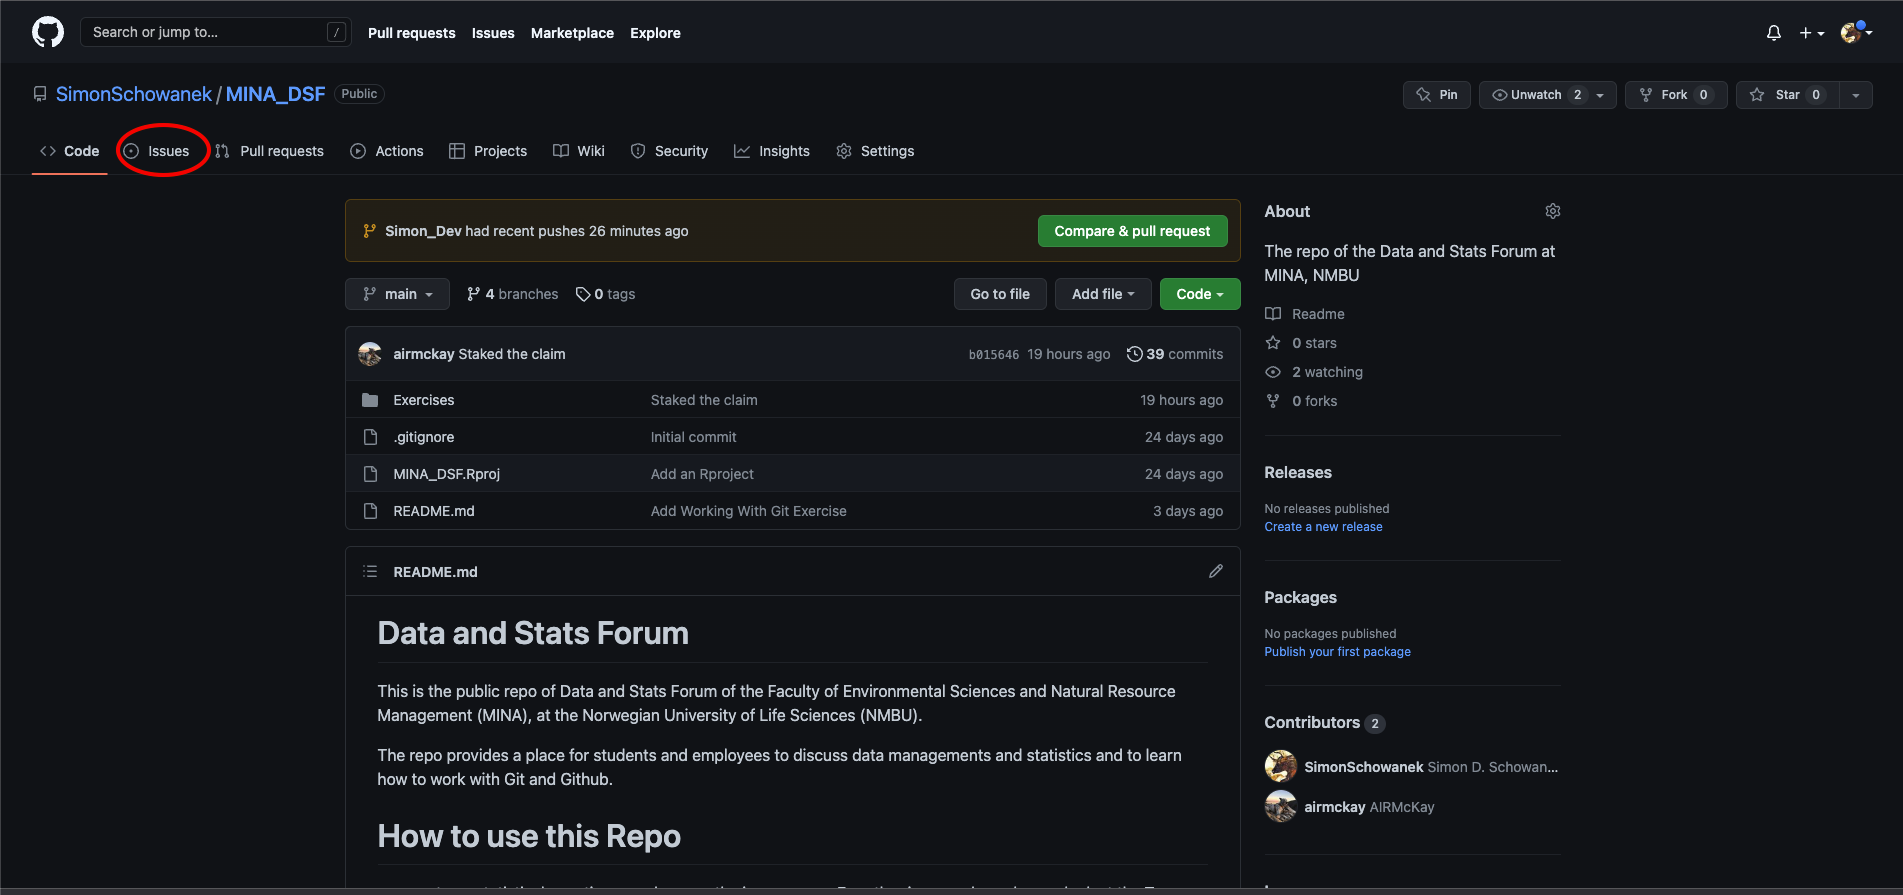 Search or jump to... /
Pull requests Issues Marketplace Explore
SimonSchowanek / MINA_DSF Public
Pin Unwatch 2 Fork 0 Star 0
Code Issues Pull requests Actions Projects Wiki Security Insights Settings
Simon_Dev had recent pushes 26 minutes ago Compare & pull request
main 4 branches 0 tags Go to file Add file Code
airmckay Staked the claim b015646 19 hours ago 39 commits
Exercises Staked the claim 19 hours ago
.gitignore Initial commit 24 days ago
MINA_DSF.Rproj Add an Rproject 24 days ago
README.md Add Working With Git Exercise 3 days ago
README.md
Data and Stats Forum
This is the public repo of Data and Stats Forum of the Faculty of Environmental Sciences and Natural Resource
Management (MINA), at the Norwegian University of Life Sciences (NMBU).
The repo provides a place for students and employees to discuss data managements and statistics and to learn
how to work with Git and Github.
How to use this Repo
About
The repo of the Data and Stats Forum at
MINA, NMBU
Readme
0 stars
2 watching
0 forks
Releases
No releases published
Create a new release
Packages
No packages published
Publish your first package
Contributors 2
SimonSchowanek Simon D. Schowan...
airmckay AIRMcKay